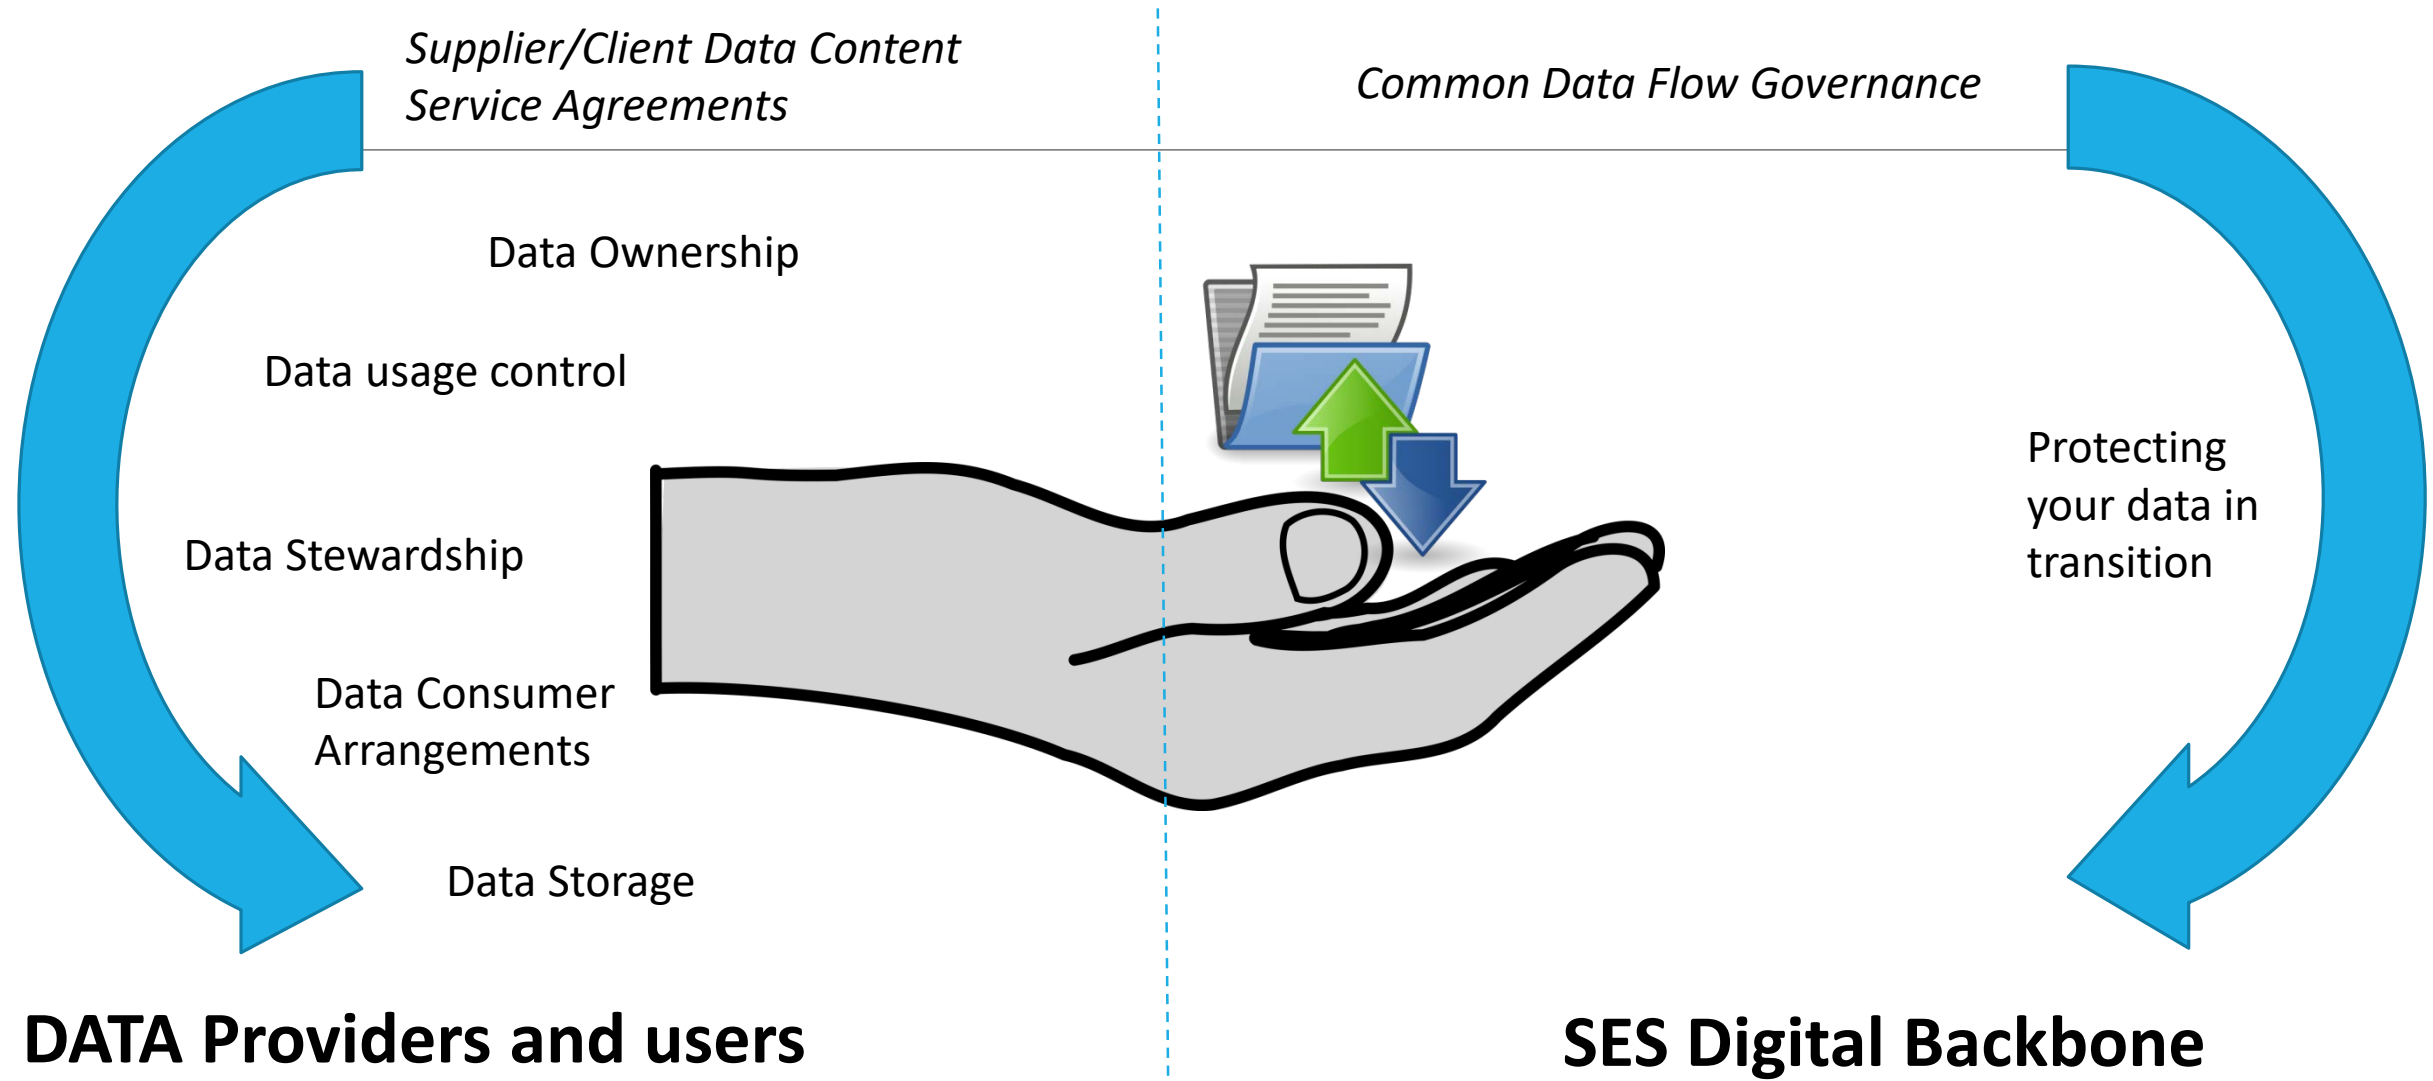 Supplier/Client Data Content
Service Agreements
Common Data Flow Governance
Data Ownership
Data usage control
Data Stewardship
Data Consumer
Arrangements
Data Storage
Protecting
your data in
transition
DATA Providers and users
SES Digital Backbone